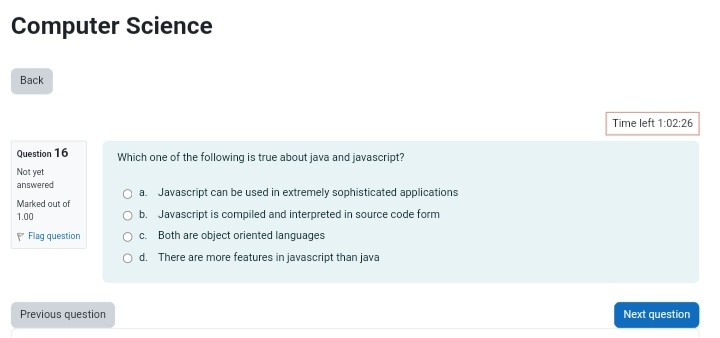 Computer Science
Back
Time left 1:02:26
Question 16
Not yet
answered
Marked out of
1.00
Flag question
Which one of the following is true about java and javascript?
a. Javascript can be used in extremely sophisticated applications
b. Javascript is compiled and interpreted in source code form
c. Both are object oriented languages
d. There are more features in javascript than java
Previous question
Next question